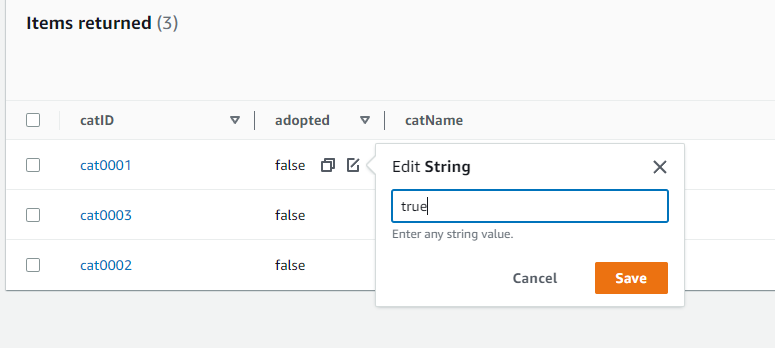 Items returned (3)
catID adopted catName
cat0001 false
Edit String
true
Enter any string value.
cat0003 false
cat0002 false
Cancel Save